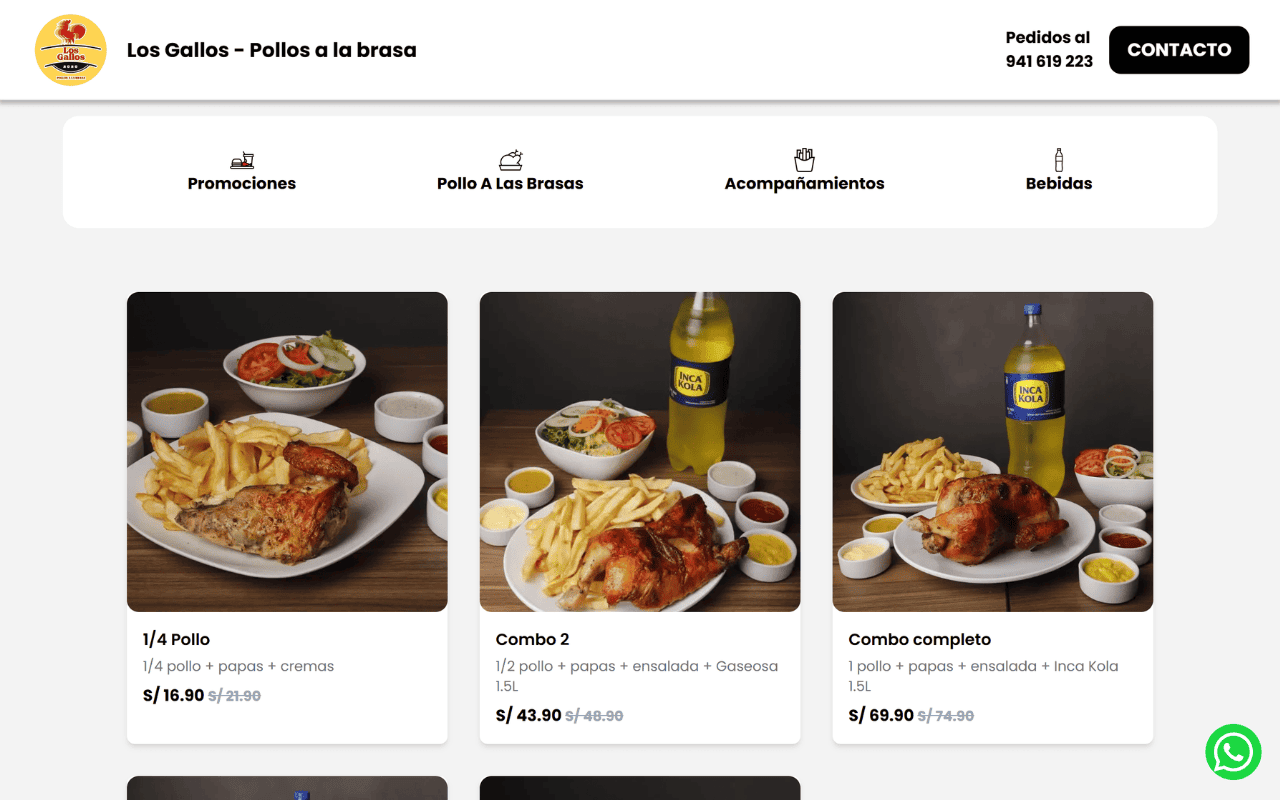 Los
Gallos
Los Gallos - Pollos a la brasa
Pedidos al
941 619 223
CONTACTO
Promociones
Pollo A Las Brasas
Acompañamientos
Bebidas
INCA
KOLA
INCA
KOLA
1/4 Pollo
1/4 pollo + papas + cremas
S/ 16.90 S/ 21.90
Combo 2
1/2 pollo + papas + ensalada + Gaseosa
1.5L
S/ 43.90 S/ 48.90
Combo completo
1 pollo + papas + ensalada + Inca Kola
1.5L
S/ 69.90 S/ 74.90